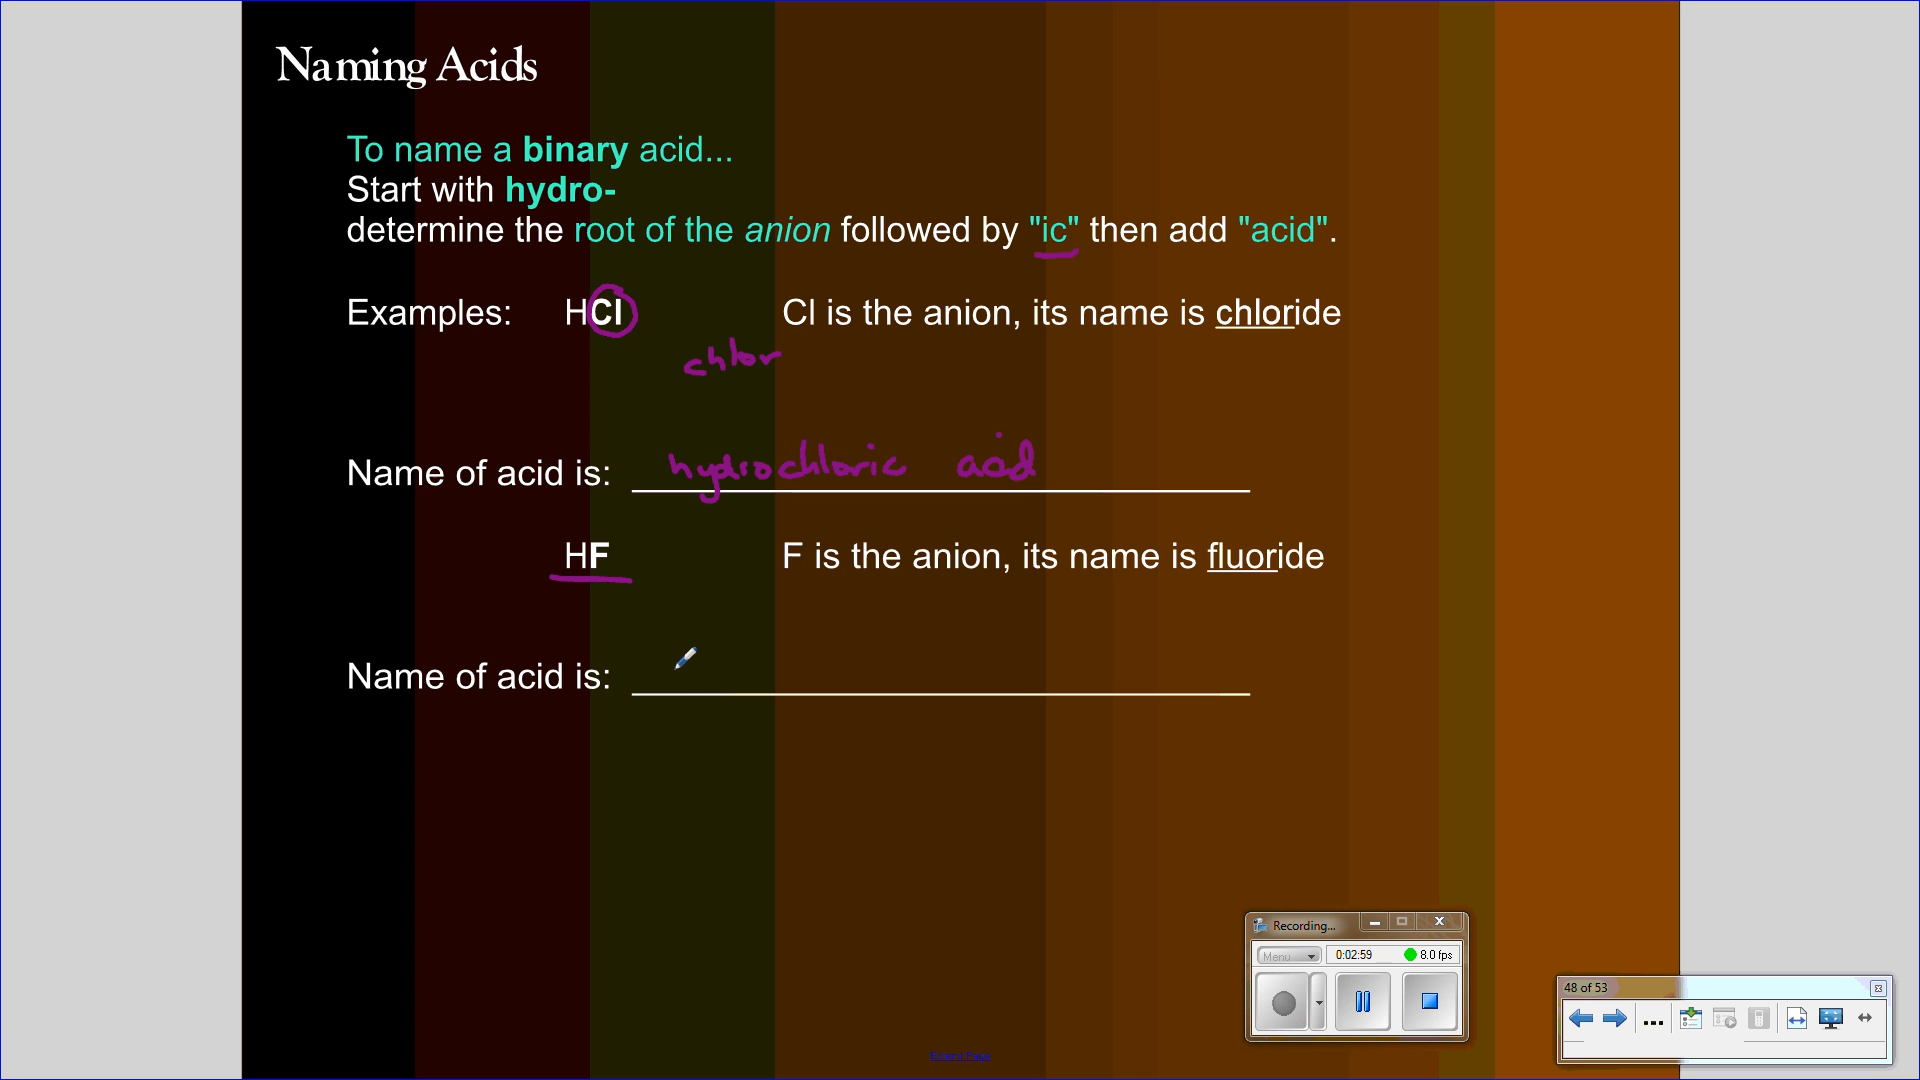 Naming Acids
To name a binary acid...
Start with hydro-
determine the root of the anion followed by "ic" then add "acid".
Examples: HCl Cl is the anion, its name is chloride
chlor
Name of acid is: hydrochloric acid
HF F is the anion, its name is fluoride
Name of acid is:
Recording...
Menu 0:02:59 8.0 fps
48 of 53
Extend Page